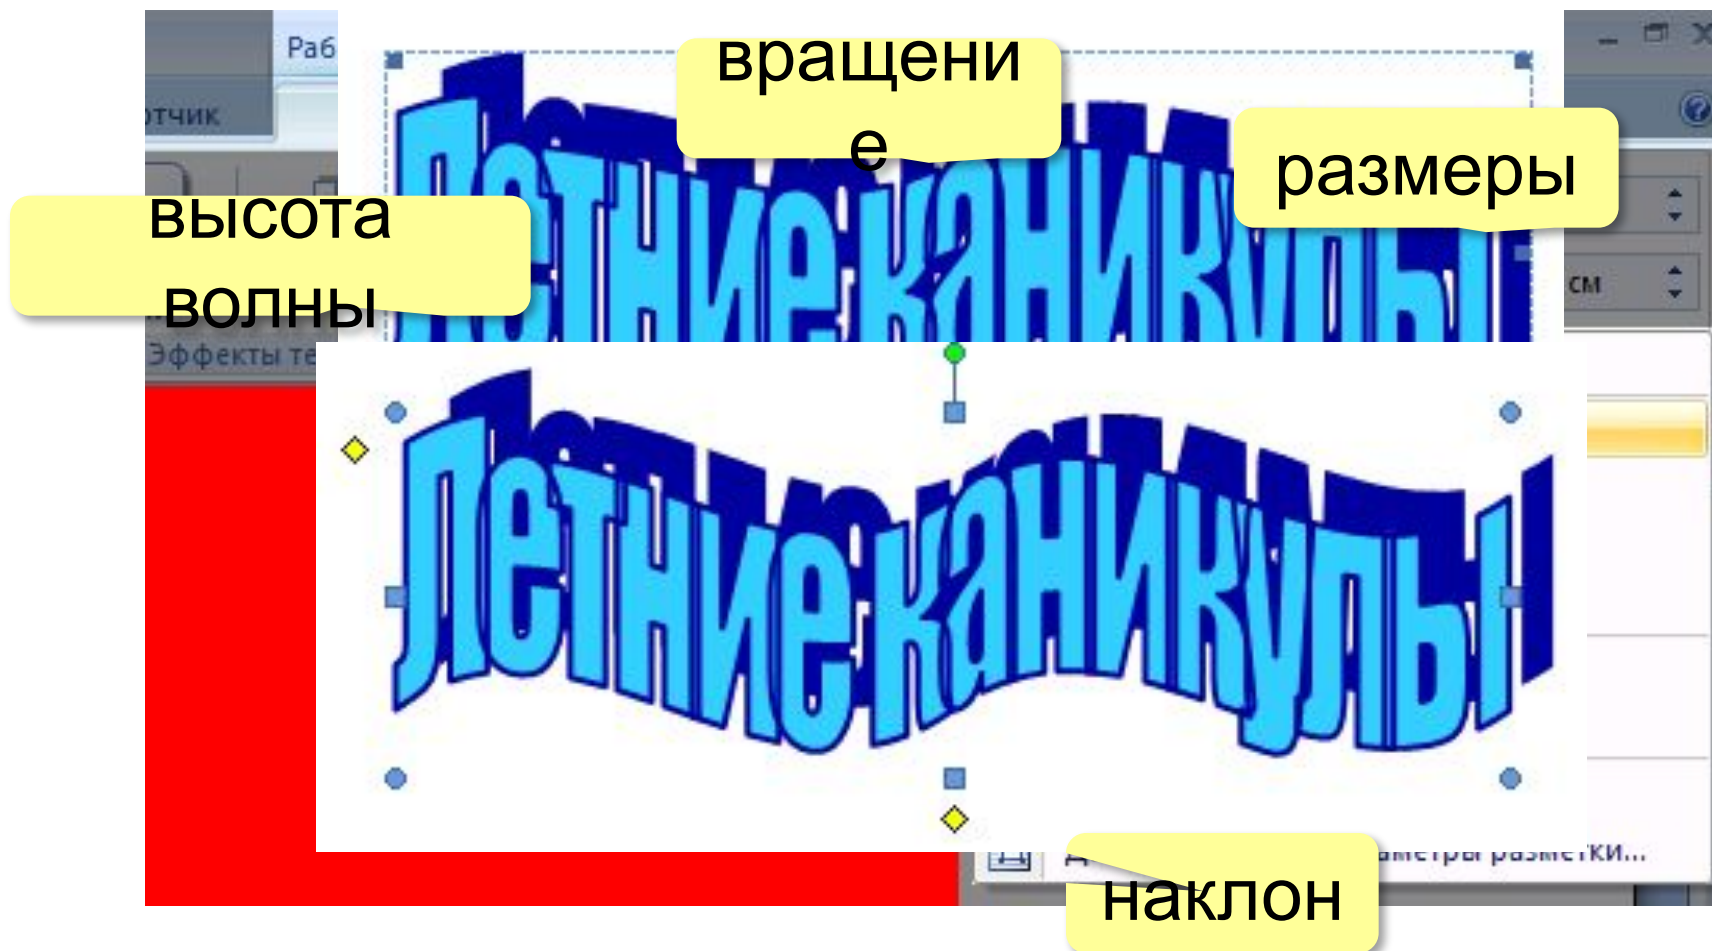 Раб
вращени
е
отчик
размеры
высота
волны
Летние каникулы
см
Эффекты те
Летние каникулы
аметры разметки...
наклон